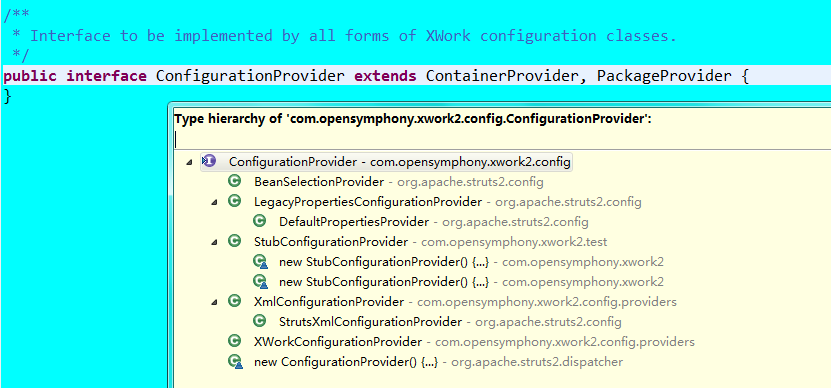 /**
 * Interface to be implemented by all forms of XWork configuration classes.
 */
public interface ConfigurationProvider extends ContainerProvider, PackageProvider {
}
Type hierarchy of 'com.opensymphony.xwork2.config.ConfigurationProvider':
ConfigurationProvider - com.opensymphony.xwork2.config
BeanSelectionProvider - org.apache.struts2.config
LegacyPropertiesConfigurationProvider - org.apache.struts2.config
DefaultPropertiesProvider - org.apache.struts2.config
StubConfigurationProvider - com.opensymphony.xwork2.test
new StubConfigurationProvider() {...} - com.opensymphony.xwork2
new StubConfigurationProvider() {...} - com.opensymphony.xwork2
XmlConfigurationProvider - com.opensymphony.xwork2.config.providers
StrutsXmlConfigurationProvider - org.apache.struts2.config
XWorkConfigurationProvider - com.opensymphony.xwork2.config.providers
new ConfigurationProvider() {...} - org.apache.struts2.dispatcher